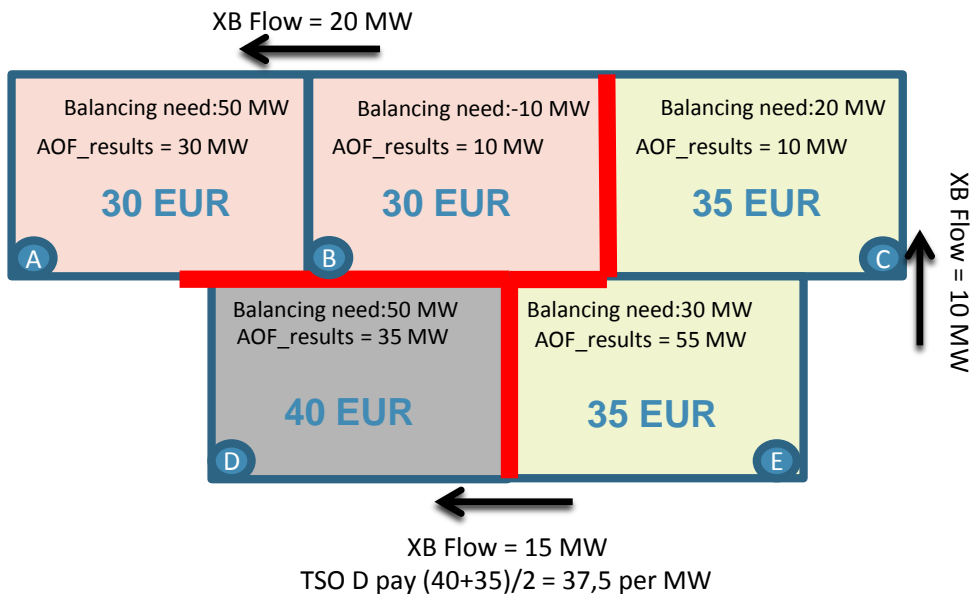 XB Flow = 20 MW
Balancing need:50 MW
AOF_results = 30 MW
30 EUR
A
Balancing need:-10 MW
AOF_results = 10 MW
30 EUR
B
Balancing need:20 MW
AOF_results = 10 MW
35 EUR
C
XB Flow = 10 MW
Balancing need:50 MW
AOF_results = 35 MW
40 EUR
D
Balancing need:30 MW
AOF_results = 55 MW
35 EUR
E
XB Flow = 15 MW
TSO D pay (40+35)/2 = 37,5 per MW